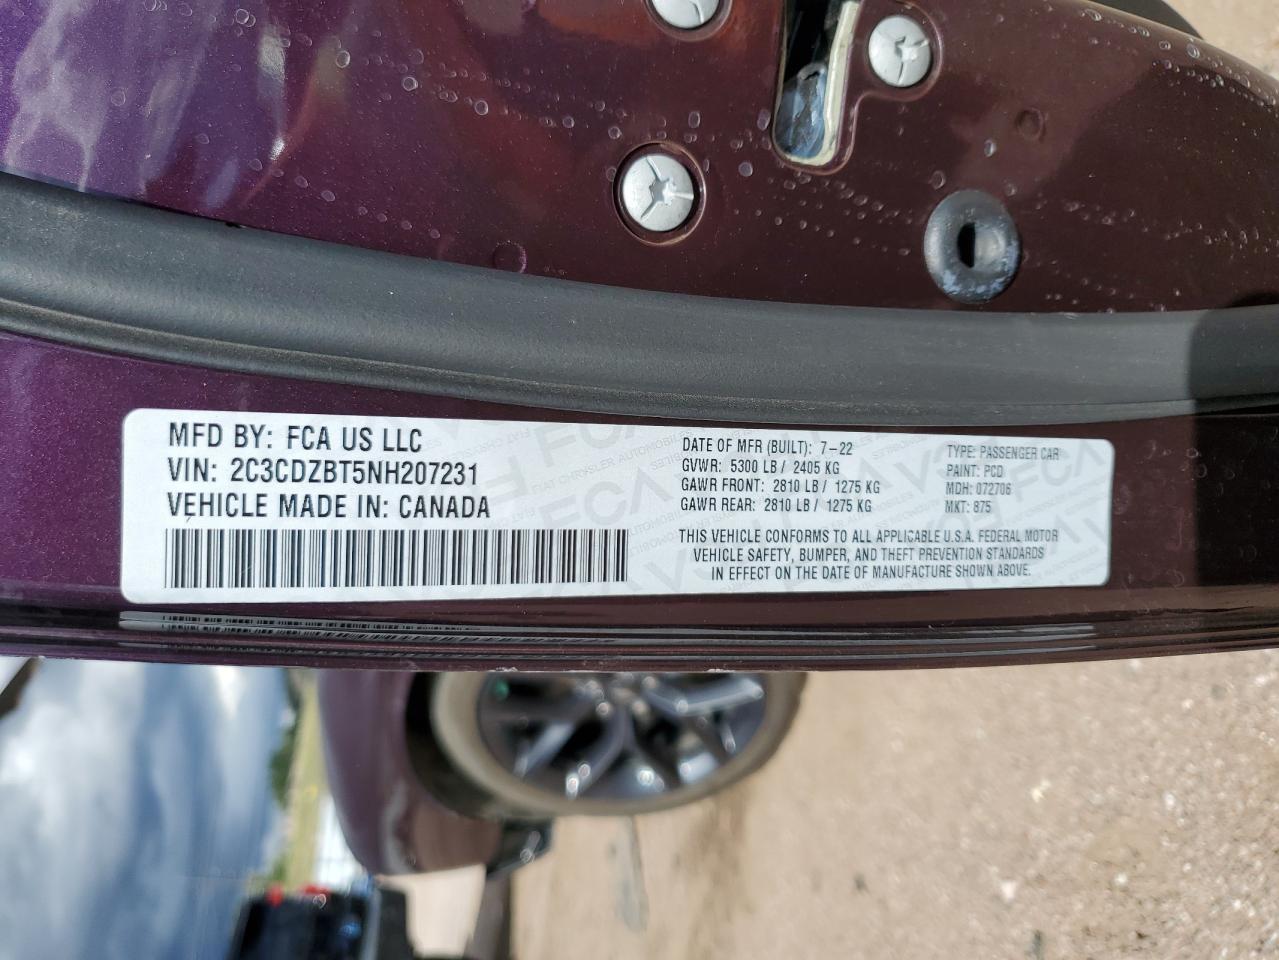 MFD BY: FCA US LLC
VIN: 2C3CDZBT5NH207231
VEHICLE MADE IN: CANADA
DATE OF MFR (BUILT): 7-22
GVWR: 5300 LB / 2405 KG
GAWR FRONT: 2810 LB / 1275 KG
GAWR REAR: 2810 LB / 1275 KG
TYPE: PASSENGER CAR
PAINT: PCD
MDH: 072706
MKT: 875
THIS VEHICLE CONFORMS TO ALL APPLICABLE U.S.A. FEDERAL MOTOR
VEHICLE SAFETY, BUMPER, AND THEFT PREVENTION STANDARDS
IN EFFECT ON THE DATE OF MANUFACTURE SHOWN ABOVE.